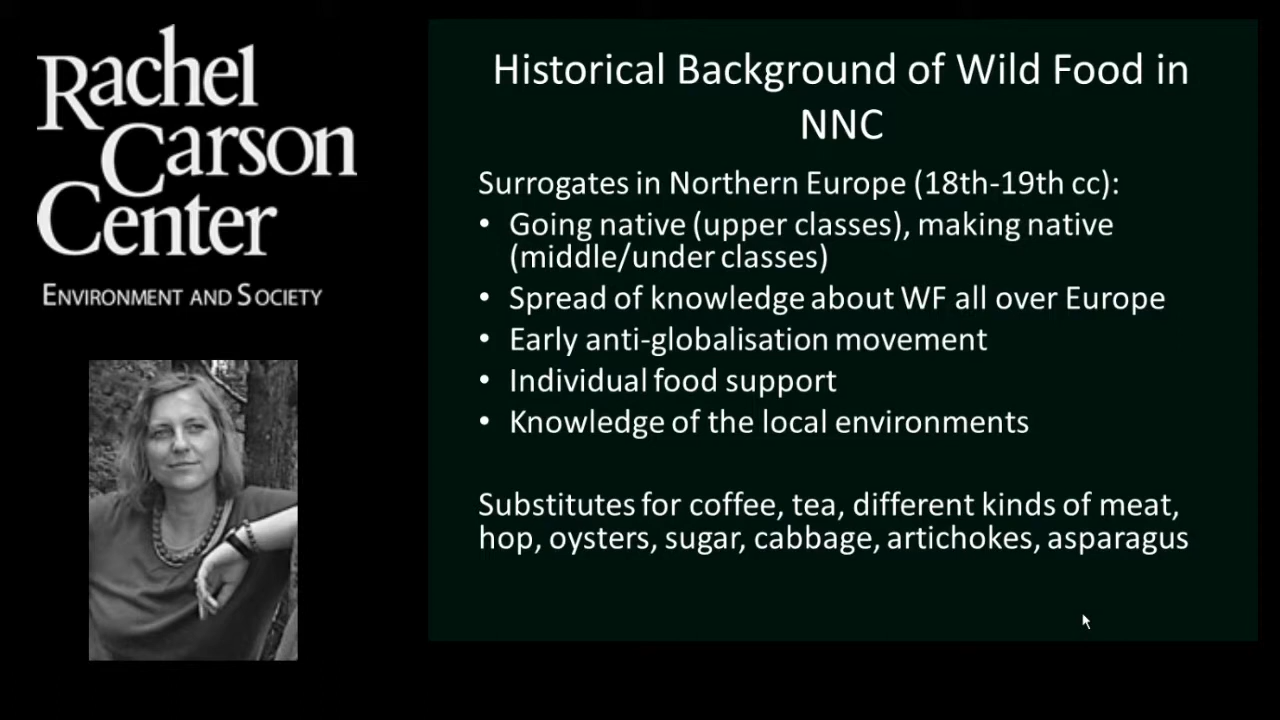 Rachel
Carson
Center
ENVIRONMENT AND SOCIETY
Historical Background of Wild Food in
NNC
Surrogates in Northern Europe (18th-19th cc):
• Going native (upper classes), making native
(middle/under classes)
• Spread of knowledge about WF all over Europe
• Early anti-globalisation movement
• Individual food support
• Knowledge of the local environments
Substitutes for coffee, tea, different kinds of meat,
hop, oysters, sugar, cabbage, artichokes, asparagus